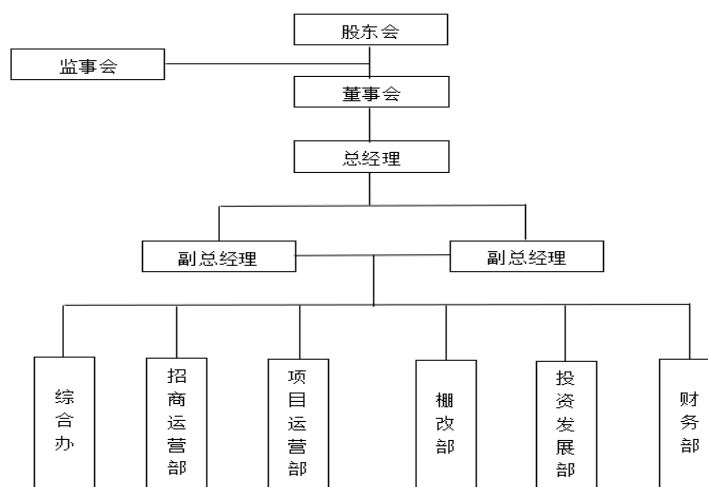 股东会
监事会
董事会
总经理
副总经理
副总经理
综合办
招商运营部
项目运营部
棚改部
投资发展部
财务部